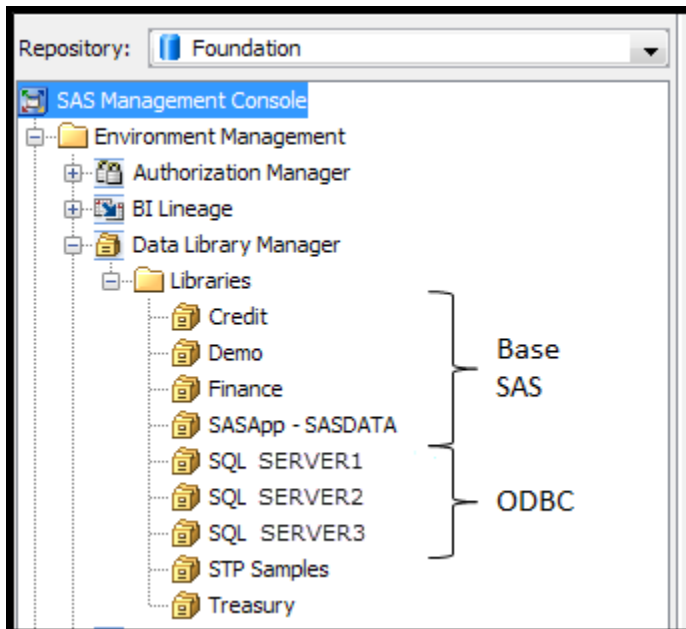 Repository: Foundation
SAS Management Console
Environment Management
Authorization Manager
BI Lineage
Data Library Manager
Libraries
Credit
Demo
Finance
SASApp - SASDATA
SQL SERVER1
SQL SERVER2
SQL SERVER3
STP Samples
Treasury
Base
SAS
ODBC